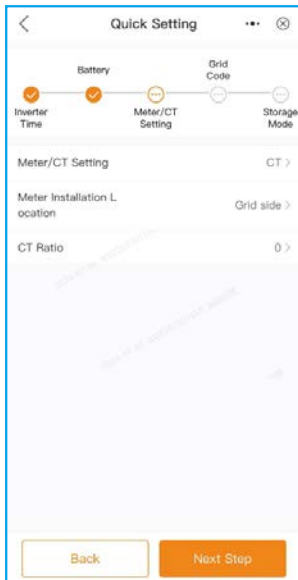 Quick Setting
Battery
Grid
Code
Inverter
Time
Meter/CT
Setting
Storage
Mode
Meter/CT Setting
CT
Meter Installation L
ocation
Grid side
CT Ratio
0
Back
Next Step